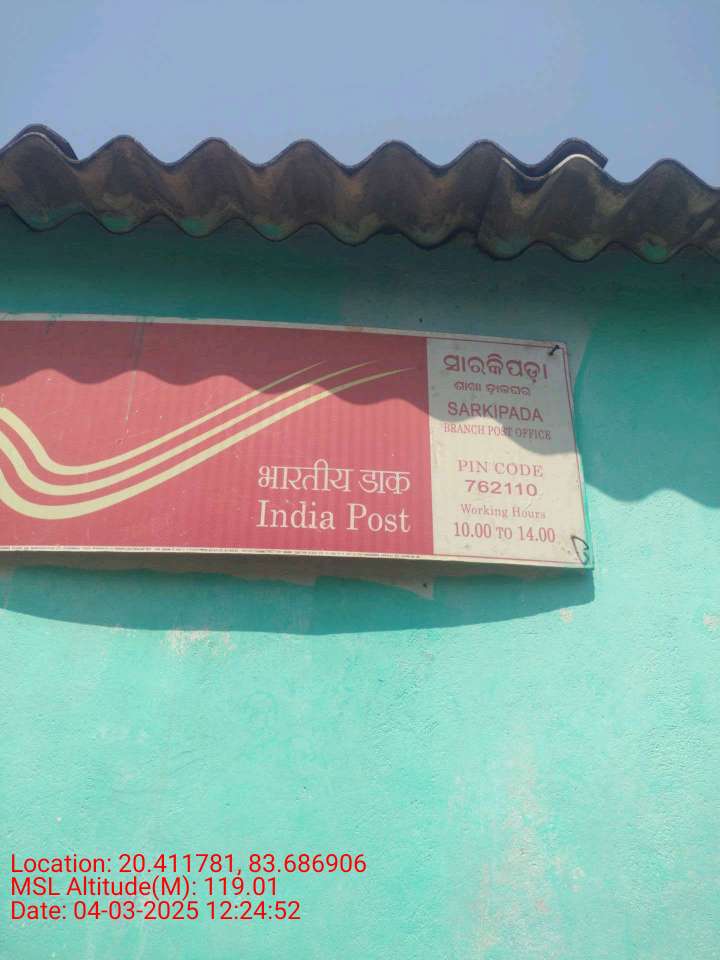 भारतीय डाक
India Post
ସାରକିପଡ଼ା
ଶାଖା ଡ଼ାକଘର
SARKIPADA
BRANCH POST OFFICE
PIN CODE
762110
Working Hours
10.00 TO 14.00
Location: 20.411781, 83.686906
MSL Altitude(M): 119.01
Date: 04-03-2025 12:24:52